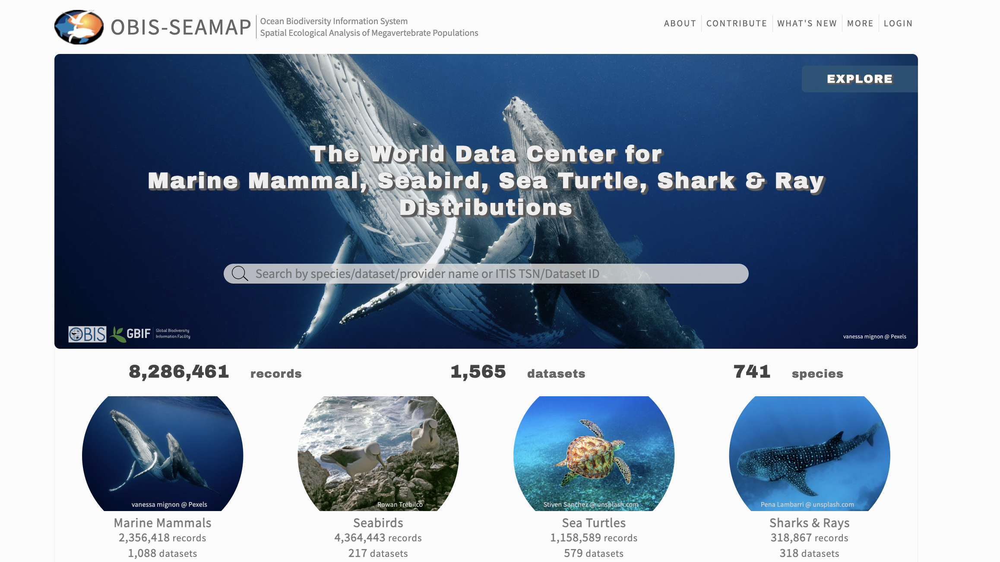 OBIS-SEAMAP
Ocean Biodiversity Information System
Spatial Ecological Analysis of Megavertebrate Populations
ABOUT
CONTRIBUTE
WHAT'S NEW
MORE
LOGIN
EXPLORE
The World Data Center for
Marine Mammal, Seabird, Sea Turtle, Shark & Ray
Distributions
Search by species/dataset/provider name or ITIS TSN/Dataset ID
OBIS
GBIF
Global Biodiversity
Information Facility
vanessa mignon @ Pexels
8,286,461 records
1,565 datasets
741 species
vanessa mignon @ Pexels
Marine Mammals
2,356,418 records
1,088 datasets
Rowan Trebilco
Seabirds
4,364,443 records
217 datasets
Stiven Sanchez @ unsplash.com
Sea Turtles
1,158,589 records
579 datasets
Pena Lambarri @ unsplash.com
Sharks & Rays
318,867 records
318 datasets